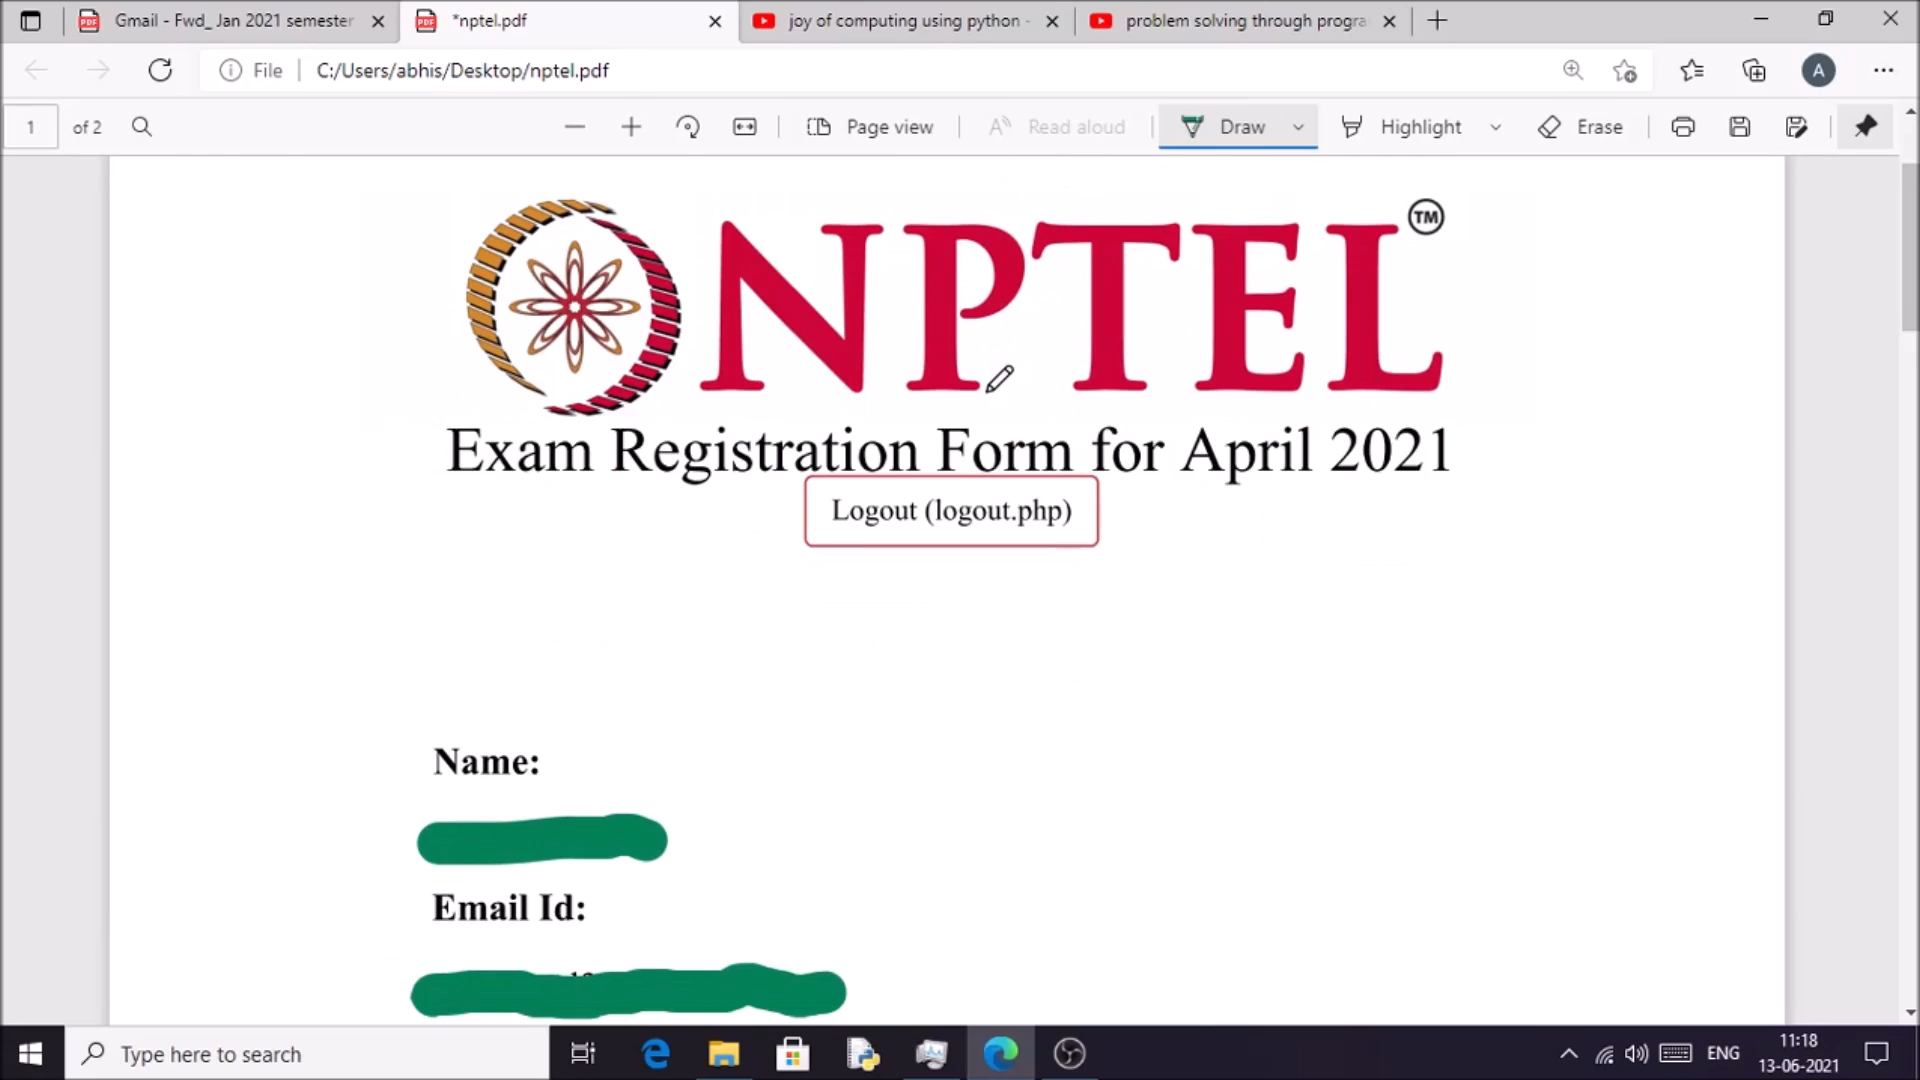 Gmail - Fwd_ Jan 2021 semester
*nptel.pdf
joy of computing using python -
problem solving through progra
File
C:/Users/abhis/Desktop/nptel.pdf
A
1 of 2
Page view
Read aloud
Draw
Highlight
Erase
NPTEL TM
Exam Registration Form for April 2021
Logout (logout.php)
Name:
Email Id:
Type here to search
ENG
11:18
13-06-2021